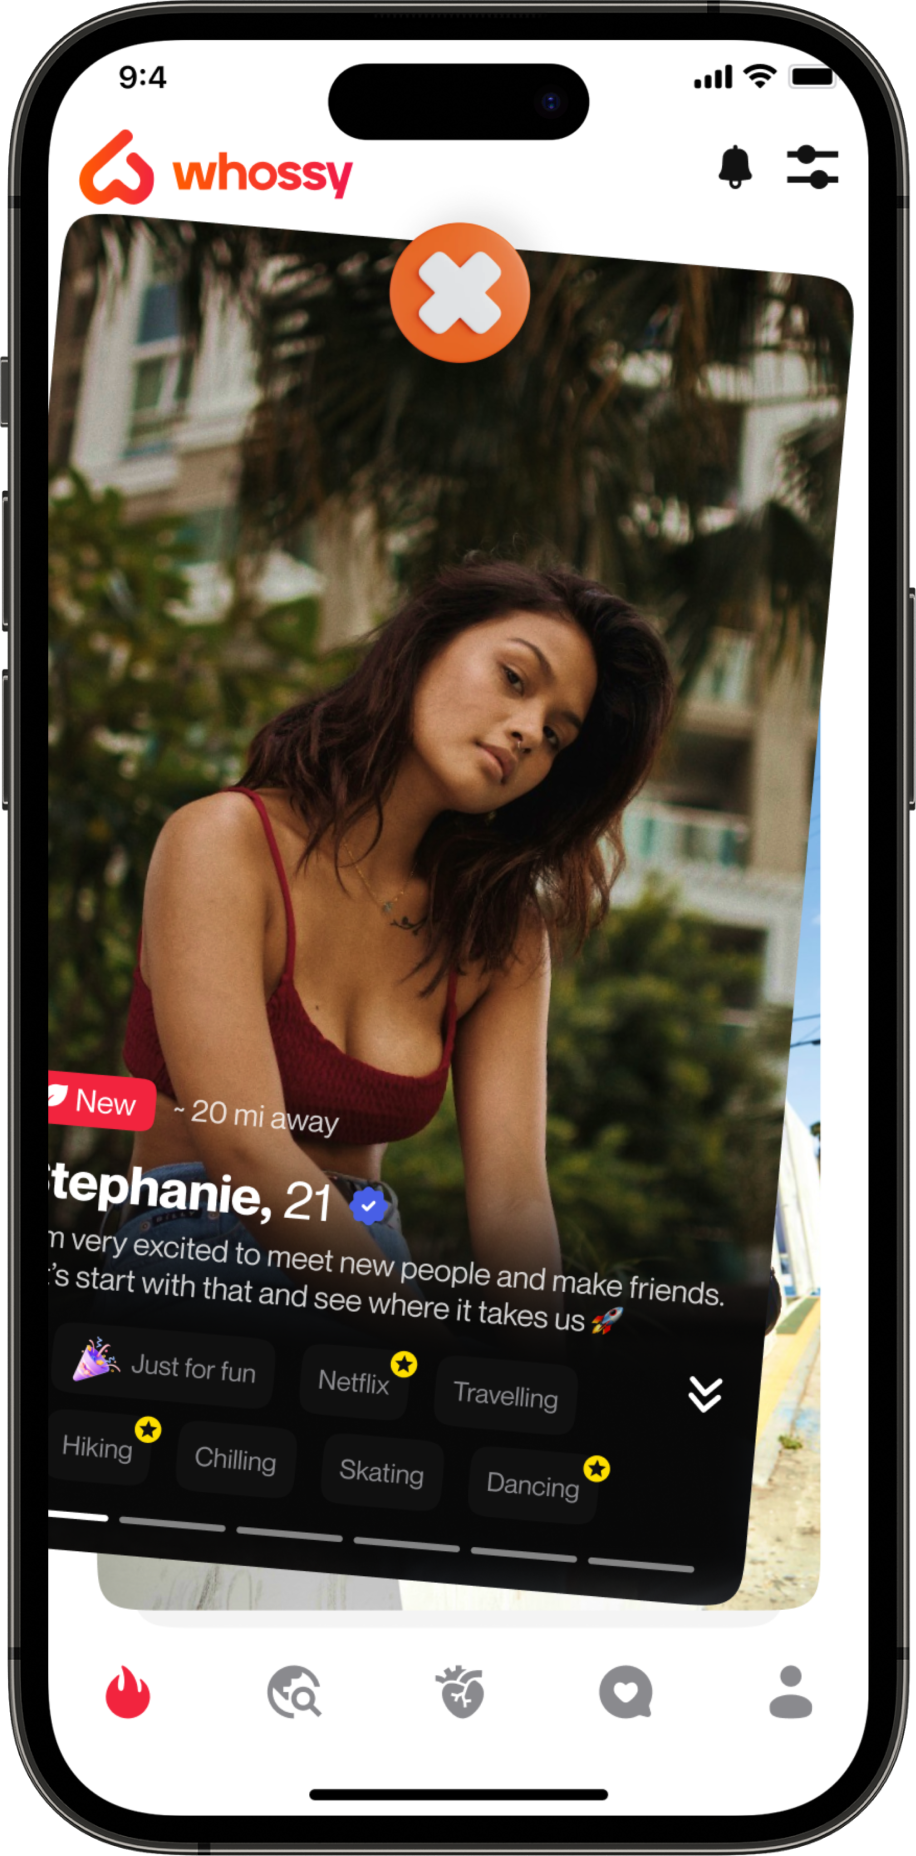 9:4
whossy
New ~ 20 mi away
tephanie, 21
m very excited to meet new people and make friends.
t's start with that and see where it takes us 🚀
Just for fun
Netflix
Travelling
Hiking
Chilling
Skating
Dancing